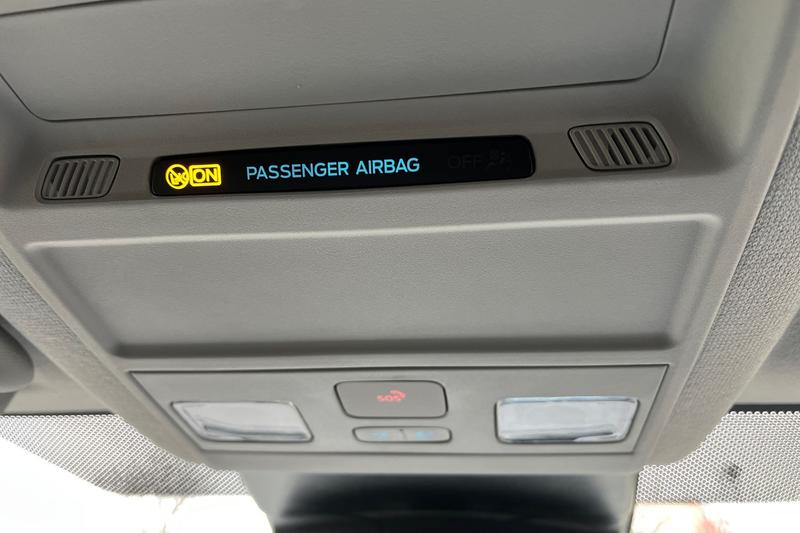 ON PASSENGER AIRBAG OFF
SOS